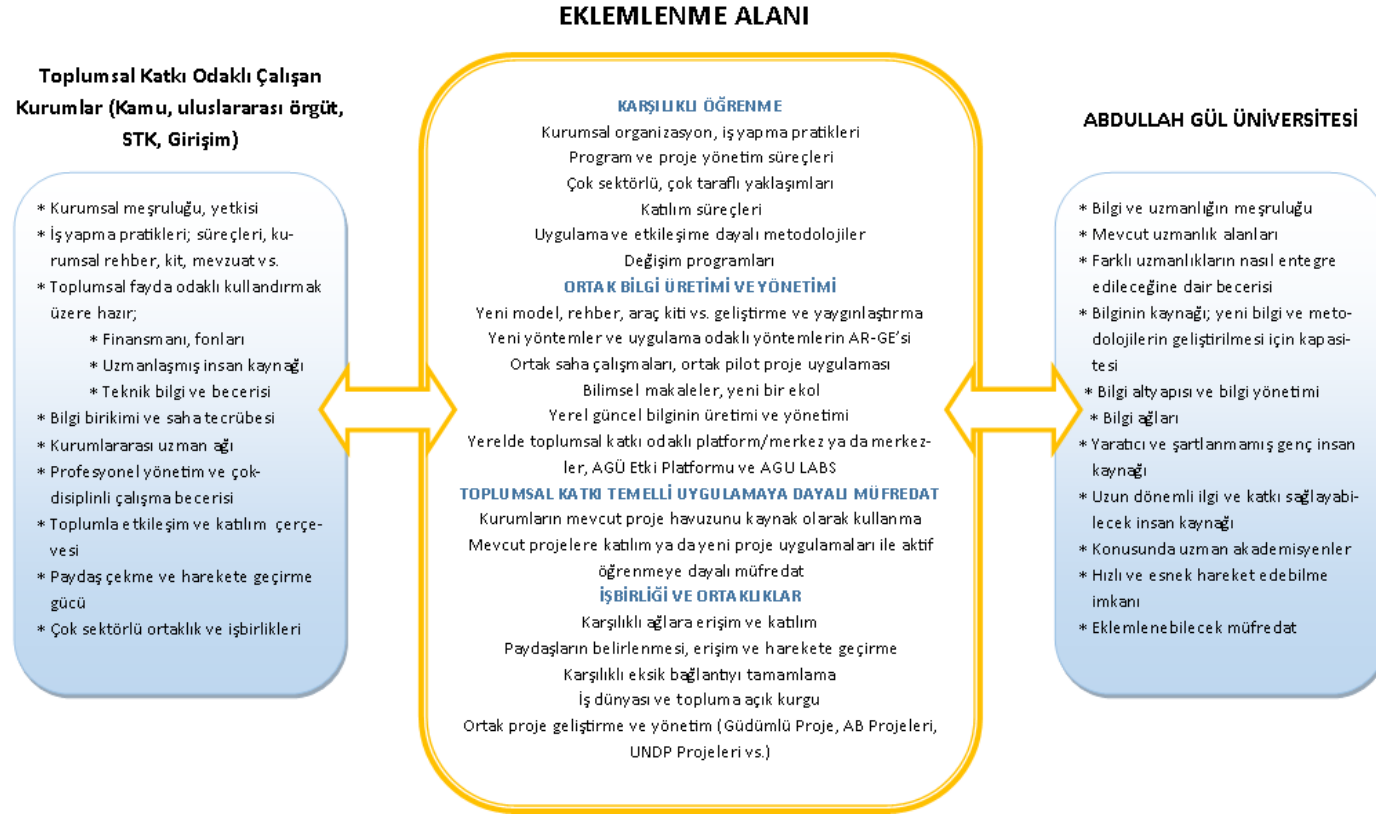 EKLEMLENME ALANI
Toplumsal Katkı Odaklı Çalışan
Kurumlar (Kamu, uluslararası örgüt,
STK, Girişim)
* Kurumsal meşruluğu, yetkisi
* İş yapma pratikleri; süreçleri, ku-
rumsal rehber, kit, mevzuat vs.
* Toplumsal fayda odaklı kullandırmak
üzere hazır;
* Finansmanı, fonları
* Uzmanlaşmış insan kaynağı
* Teknik bilgi ve becerisi
* Bilgi birikimi ve saha tecrübesi
* Kurumlararası uzman ağı
* Profesyonel yönetim ve çok-
disiplinli çalışma becerisi
* Toplumla etkileşim ve katılım çerçe-
vesi
* Paydaş çekme ve harekete geçirme
gücü
* Çok sektörlü ortaklık ve işbirlikleri
KARŞILIKLI ÖĞRENME
Kurumsal organizasyon, iş yapma pratikleri
Program ve proje yönetim süreçleri
Çok sektörlü, çok taraflı yaklaşımları
Katılım süreçleri
Uygulama ve etkileşime dayalı metodolojiler
Değişim programları
ORTAK BİLGİ ÜRETİMİ VE YÖNETİMİ
Yeni model, rehber, araç kiti vs. geliştirme ve yaygınlaştırma
Yeni yöntemler ve uygulama odaklı yöntemlerin AR-GE'si
Ortak saha çalışmaları, ortak pilot proje uygulaması
Bilimsel makaleler, yeni bir ekol
Yerel güncel bilginin üretimi ve yönetimi
Yerelde toplumsal katkı odaklı platform/merkez ya da merkez-
ler, AGÜ Etki Platformu ve AGU LABS
TOPLUMSAL KATKI TEMELLİ UYGULAMAYA DAYALI MÜFREDAT
Kurumların mevcut proje havuzunu kaynak olarak kullanma
Mevcut projelere katılım ya da yeni proje uygulamaları ile aktif
öğrenmeye dayalı müfredat
İŞBİRLİĞİ VE ORTAKLIKLAR
Karşılıklı ağlara erişim ve katılım
Paydaşların belirlenmesi, erişim ve harekete geçirme
Karşılıklı eksik bağlantıyı tamamlama
İş dünyası ve topluma açık kurgu
Ortak proje geliştirme ve yönetim (Güdümlü Proje, AB Projeleri,
UNDP Projeleri vs.)
ABDULLAH GÜL ÜNİVERSİTESİ
* Bilgi ve uzmanlığın meşruluğu
* Mevcut uzmanlık alanları
* Farklı uzmanlıkların nasıl entegre
edileceğine dair becerisi
* Bilginin kaynağı; yeni bilgi ve meto-
dolojilerin geliştirilmesi için kapasi-
tesi
* Bilgi altyapısı ve bilgi yönetimi
* Bilgi ağları
* Yaratıcı ve şartlanmamış genç insan
kaynağı
* Uzun dönemli ilgi ve katkı sağlayabi-
lecek insan kaynağı
* Konusunda uzman akademisyenler
* Hızlı ve esnek hareket edebilme
imkanı
* Eklemlenebilecek müfredat